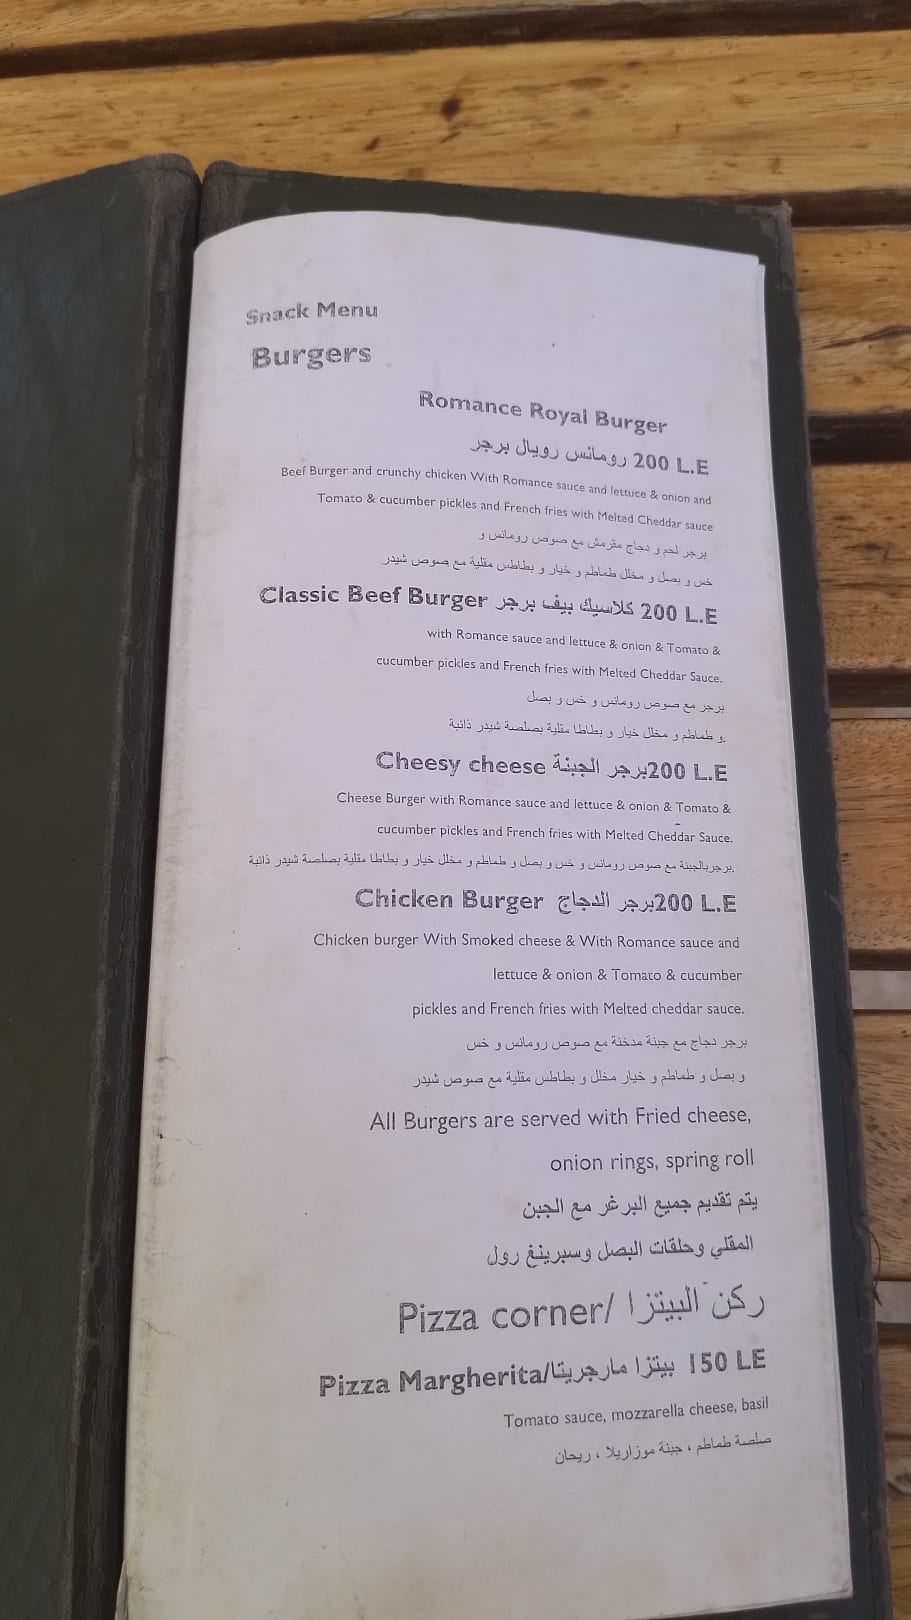 Snack Menu
Burgers
Romance Royal Burger
رومانس رويال برجر 200 L.E
Beef Burger and crunchy chicken With Romance sauce and lettuce & onion and
Tomato & cucumber pickles and French fries with Melted Cheddar sauce
برجر لحم و دجاج مقرمش مع صوص رومانس و
خس و بصل و مخلل طماطم و خيار و بطاطس مقلية مع صوص شيدر
Classic Beef Burger كلاسيك بيف برجر 200 L.E
with Romance sauce and lettuce & onion & Tomato &
cucumber pickles and French fries with Melted Cheddar Sauce.
برجر مع صوص رومانس و خس و بصل
و طماطم و مخلل خيار و بطاطا مقلية بصلصة شيدر ذائبة.
Cheesy cheese برجر الجبنة200 L.E
Cheese Burger with Romance sauce and lettuce & onion & Tomato &
cucumber pickles and French fries with Melted Cheddar Sauce.
برجربالجبنة مع صوص رومانس و خس و بصل و طماطم و مخلل خيار و بطاطا مقلية بصلصة شيدر ذائبة.
Chicken Burger برجر الدجاج200 L.E
Chicken burger With Smoked cheese & With Romance sauce and
lettuce & onion & Tomato & cucumber
pickles and French fries with Melted cheddar sauce.
برجر دجاج مع جبنة مدخنة مع صوص رومانس و خس
و بصل و طماطم و خيار مخلل و بطاطس مقلية مع صوص شيدر
All Burgers are served with Fried cheese,
onion rings, spring roll
يتم تقديم جميع البرغر مع الجبن
المقلي وحلقات البصل وسبرينغ رول
Pizza corner/ ركن البيتزا
Pizza Margherita/بيتزا مارجريتا 150 LE
Tomato sauce, mozzarella cheese, basil
صلصة طماطم ، جبنة موزاريلا ، ريحان